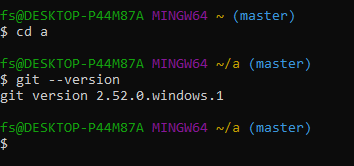 fs@DESKTOP-P44M87A MINGW64 ~ (master)
$ cd a
fs@DESKTOP-P44M87A MINGW64 ~/a (master)
$ git --version
git version 2.52.0.windows.1
fs@DESKTOP-P44M87A MINGW64 ~/a (master)
$